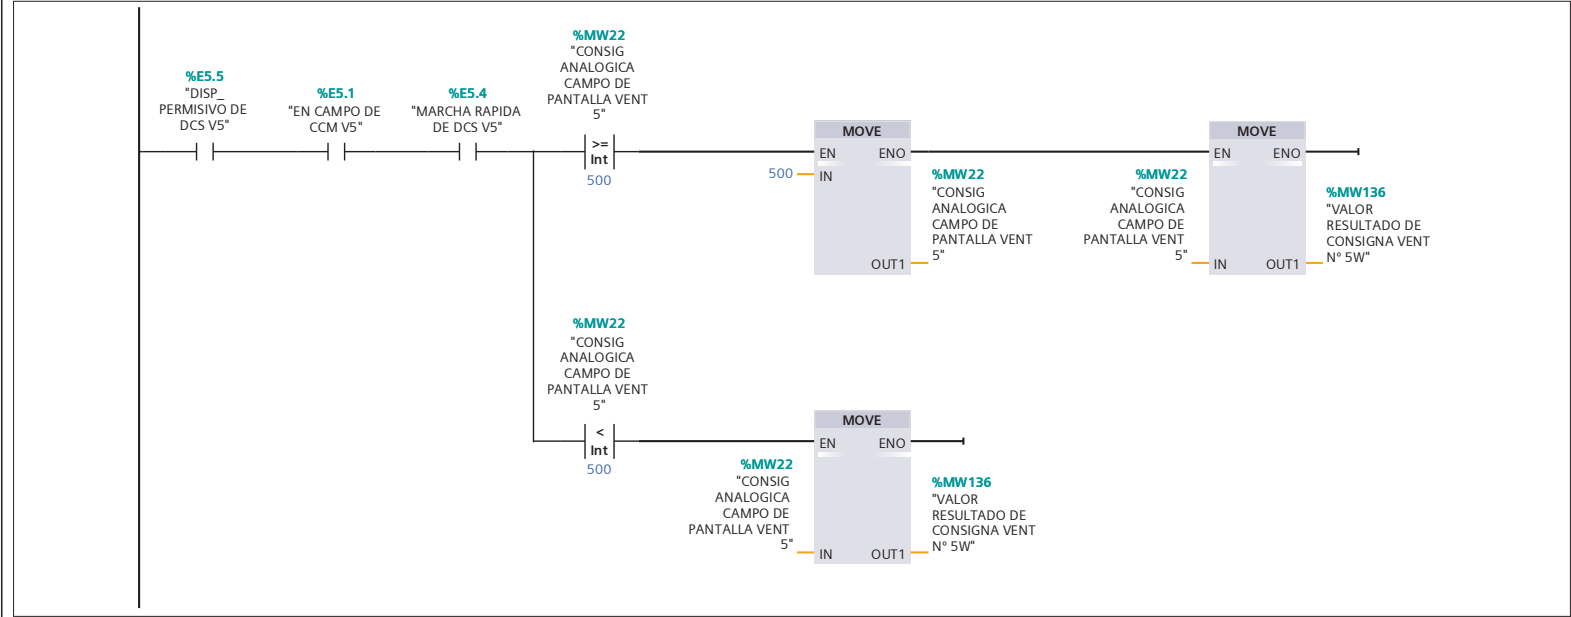 %E5.5
"DISP_
PERMISIVO DE
DCS V5"
%E5.1
"EN CAMPO DE
CCM V5"
%E5.4
"MARCHA RAPIDA
DE DCS V5"
%MW22
"CONSIG
ANALOGICA
CAMPO DE
PANTALLA VENT
5"
>=
Int
500
MOVE
EN
ENO
500
IN
OUT1
%MW22
"CONSIG
ANALOGICA
CAMPO DE
PANTALLA VENT
5"
%MW22
"CONSIG
ANALOGICA
CAMPO DE
PANTALLA VENT
5"
MOVE
EN
ENO
IN
OUT1
%MW136
"VALOR
RESULTADO DE
CONSIGNA VENT
Nº 5W"
%MW22
"CONSIG
ANALOGICA
CAMPO DE
PANTALLA VENT
5"
<
Int
500
%MW22
"CONSIG
ANALOGICA
CAMPO DE
PANTALLA VENT
5"
MOVE
EN
ENO
IN
OUT1
%MW136
"VALOR
RESULTADO DE
CONSIGNA VENT
Nº 5W"